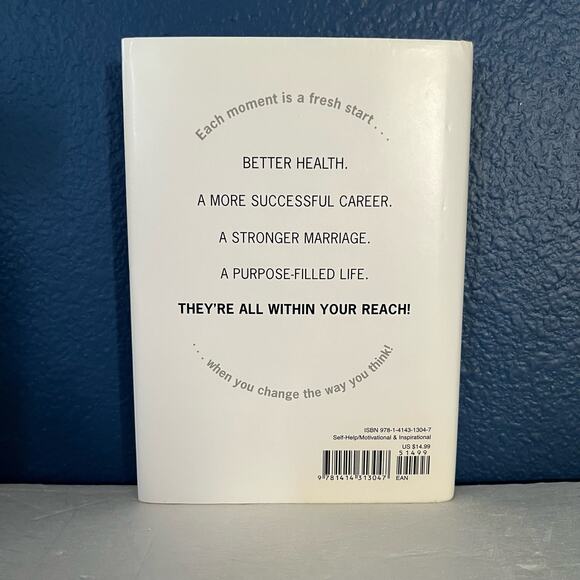 Each moment is a fresh start . . .
BETTER HEALTH.
A MORE SUCCESSFUL CAREER.
A STRONGER MARRIAGE.
A PURPOSE-FILLED LIFE.
THEY'RE ALL WITHIN YOUR REACH!
. . . when you change the way you think!
ISBN 978-1-4143-1304-7
Self-Help/Motivational & Inspirational
US $14.99
51499
9 781414 313047
EAN